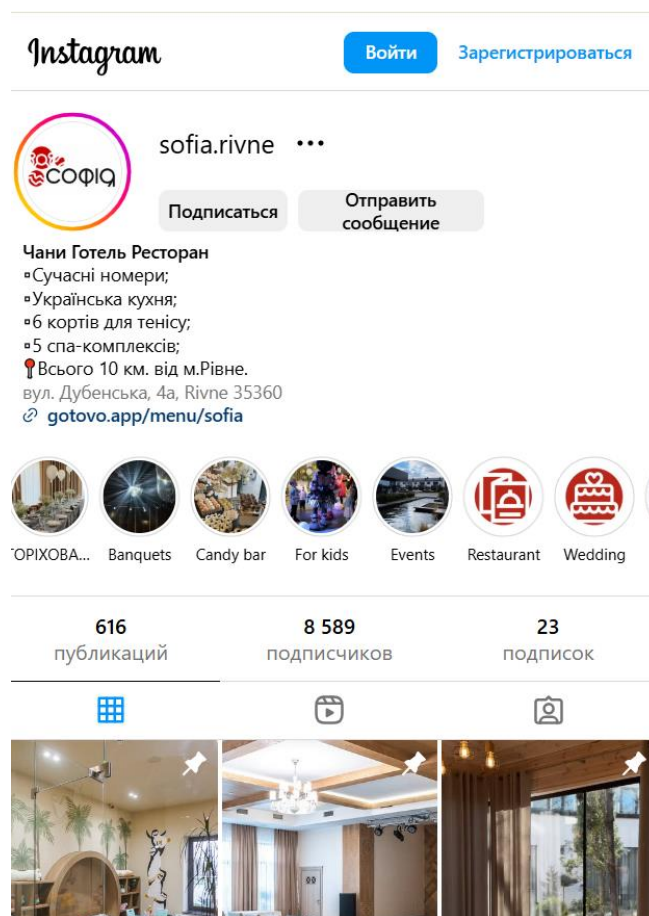 Instagram
Войти
Зарегистрироваться
СОФІЯ
sofia.rivne
Подписаться
Отправить
сообщение
Чани Готель Ресторан
▫Сучасні номери;
▫Українська кухня;
▫6 кортів для тенісу;
▫5 спа-комплексів;
📍Всього 10 км. від м.Рівне.
вул. Дубенська, 4а, Rivne 35360
gotovo.app/menu/sofia
ГОРІХОВА... Banquets Candy bar For kids Events Restaurant Wedding
616 8 589 23
публикаций подписчиков подписок